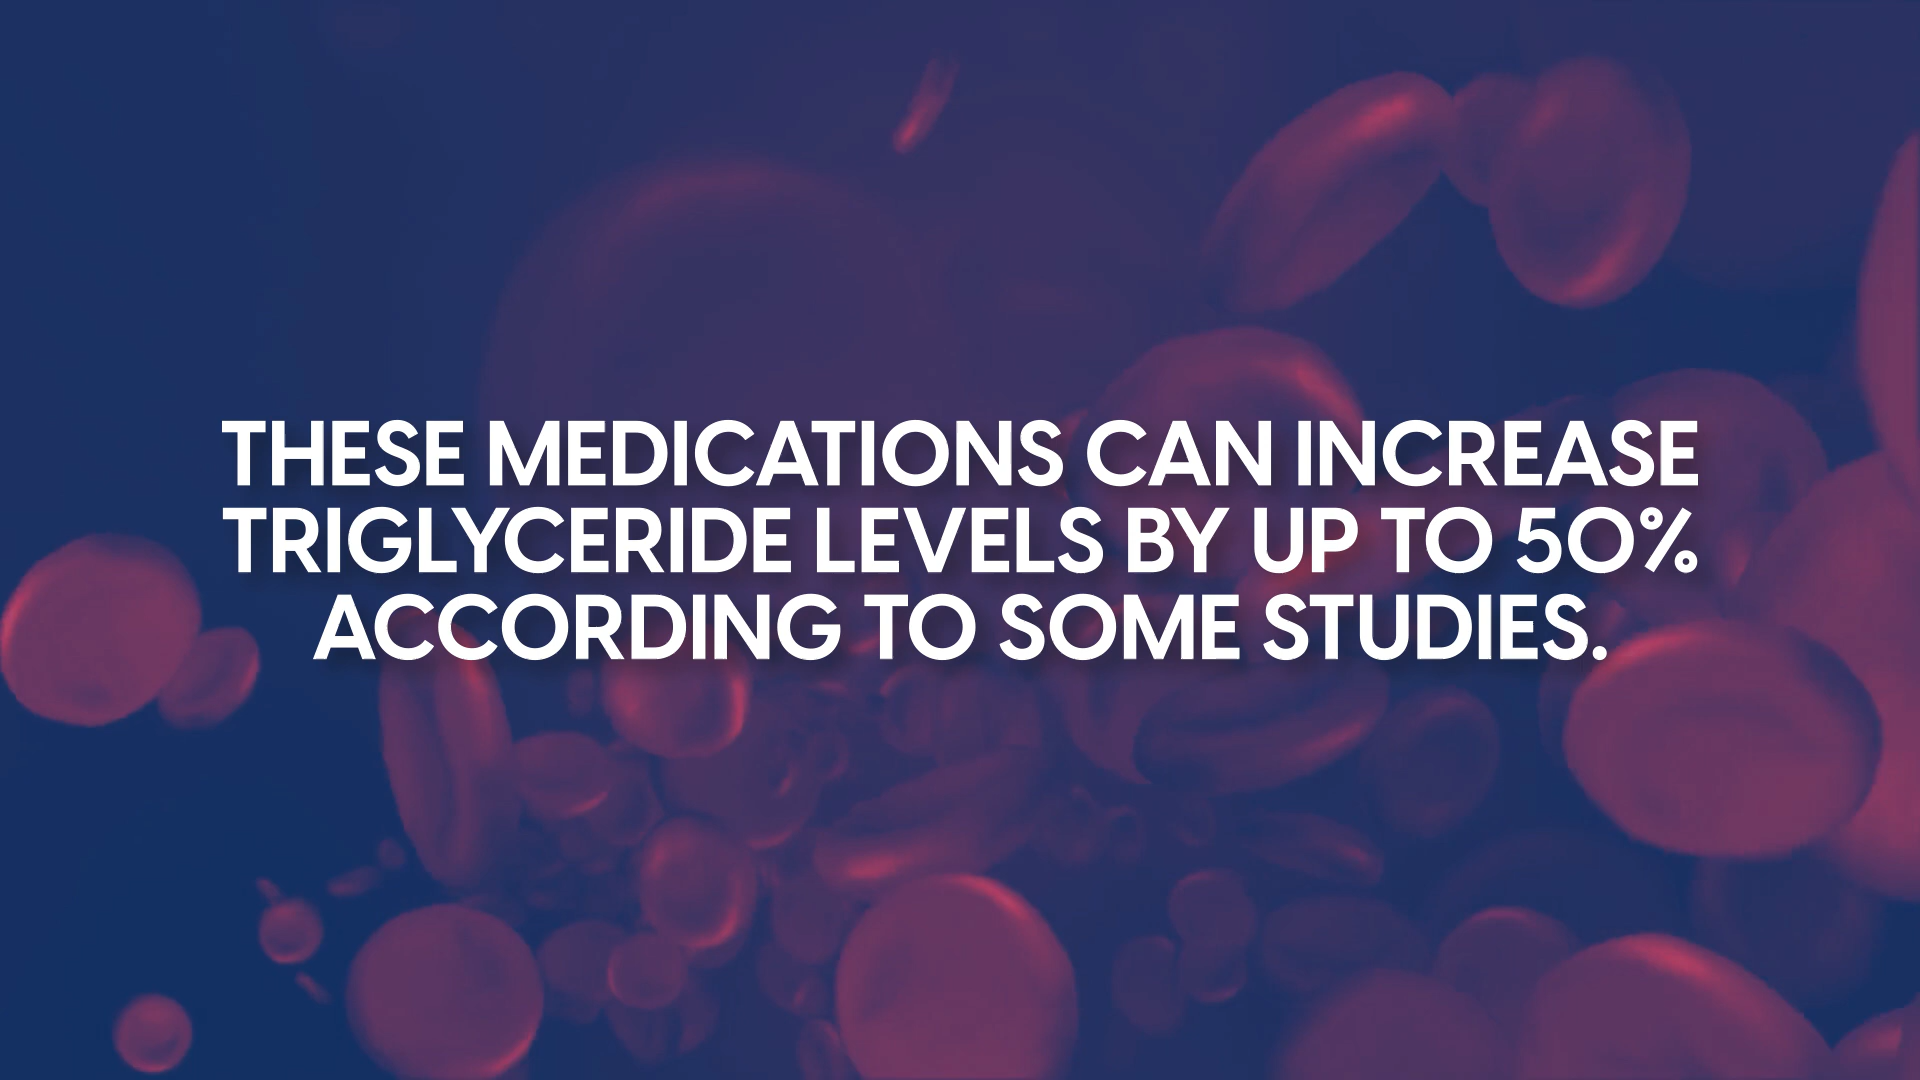 THESE MEDICATIONS CAN INCREASE
TRIGLYCERIDE LEVELS BY UP TO 50%
ACCORDING TO SOME STUDIES.